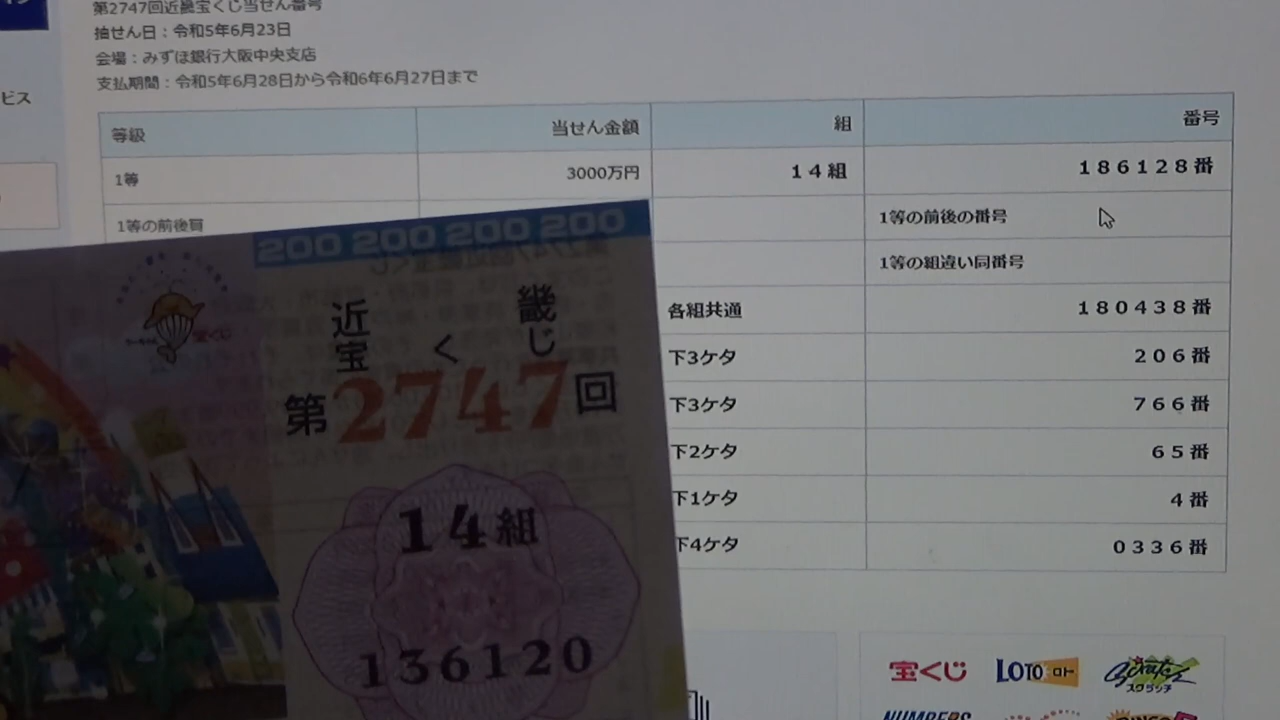 第2747回近畿宝くじ当せん番号
抽せん日：令和5年6月23日
会場：みずほ銀行大阪中央支店
支払期間：令和5年6月28日から令和6年6月27日まで
ビス
等級 当せん金額 組 番号
1等 3000万円 14組 186128番
1等の前後賞 1等の前後の番号
1等の組違い同番号
各組共通 180438番
下3ケタ 206番
下3ケタ 766番
下2ケタ 65番
下1ケタ 4番
下4ケタ 0336番
200 200 200 200
宝くじ
近畿
宝くじ
第2747回
14組
136120
宝くじ LOTO ロト スクラッチ
NUMBERS